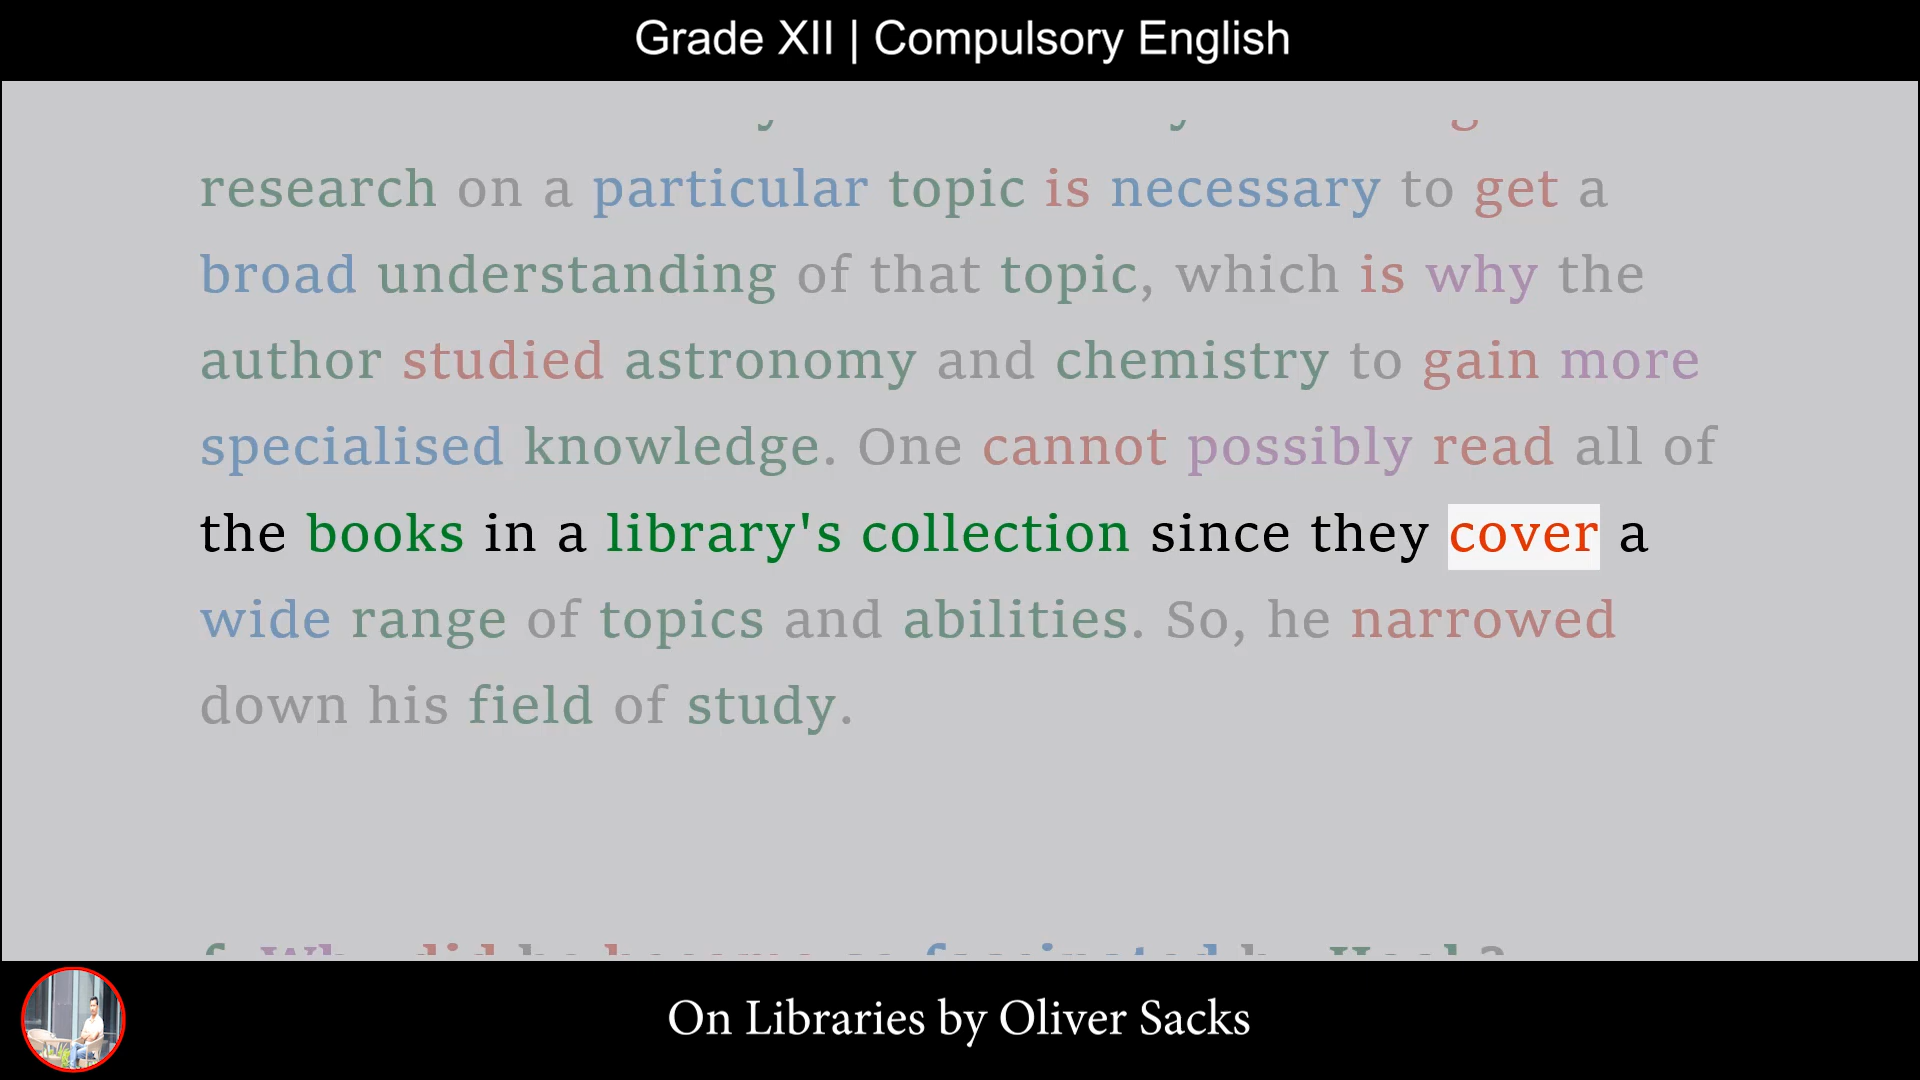 Grade XII | Compulsory English
research on a particular topic is necessary to get a
broad understanding of that topic, which is why the
author studied astronomy and chemistry to gain more
specialised knowledge. One cannot possibly read all of
the books in a library's collection since they cover a
wide range of topics and abilities. So, he narrowed
down his field of study.
On Libraries by Oliver Sacks